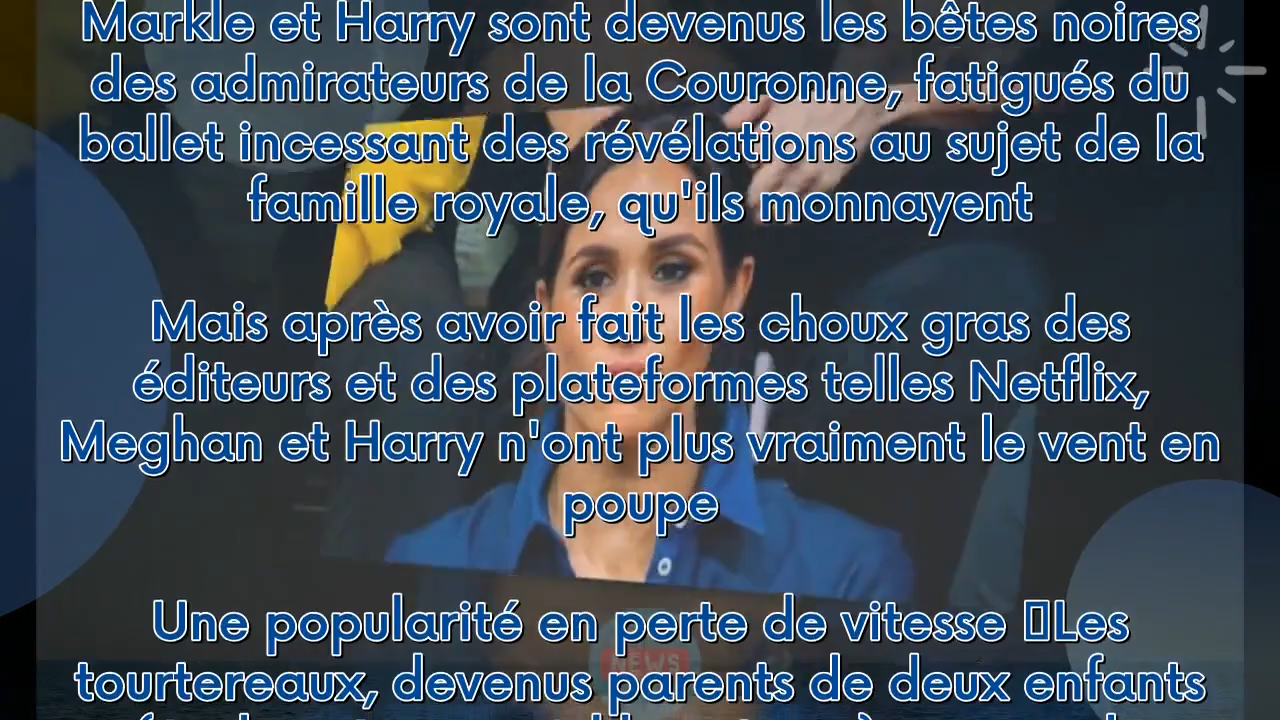 Markle et Harry sont devenus les bêtes noires
des admirateurs de la Couronne, fatigués du
ballet incessant des révélations au sujet de la
famille royale, qu'ils monnayent
Mais après avoir fait les choux gras des
éditeurs et des plateformes telles Netflix,
Meghan et Harry n'ont plus vraiment le vent en
poupe
Une popularité en perte de vitesse Les
NEWS
tourtereaux, devenus parents de deux enfants